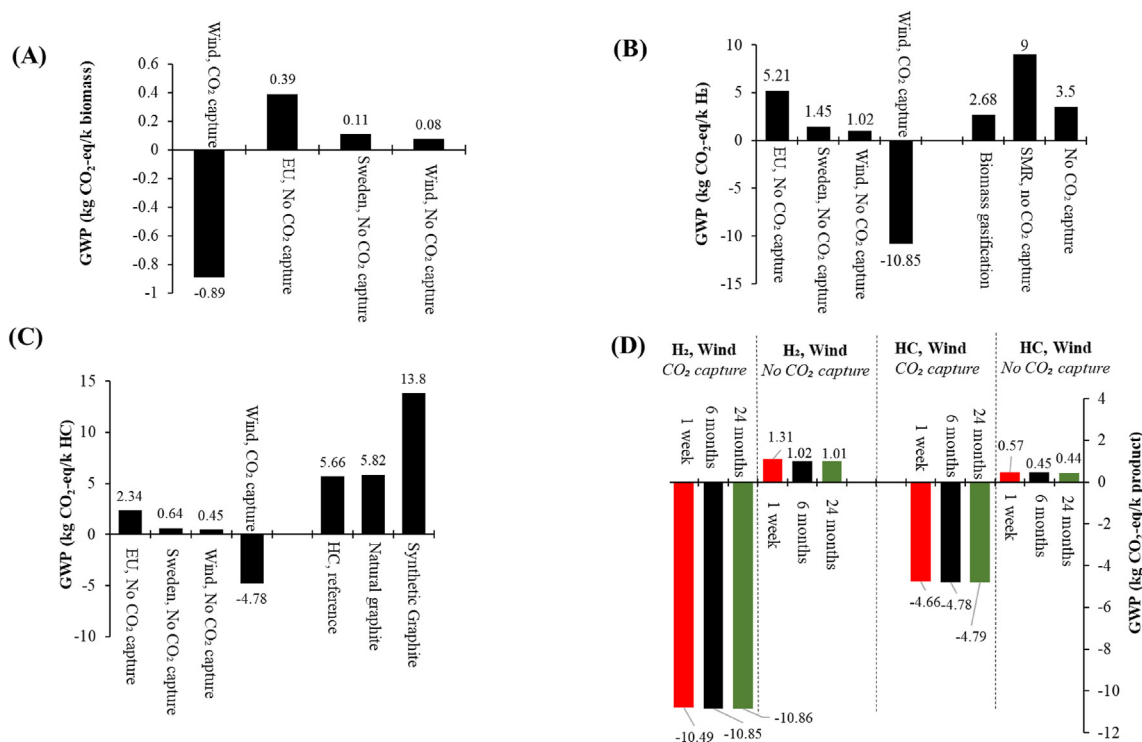 (A)
GWP (kg CO₂-eq/k biomass)
0.6
0.4
0.2
0
-0.2
-0.4
-0.6
-0.8
-1
Wind, CO₂ capture
-0.89
0.39
EU, No CO₂ capture
0.11
Sweden, No CO₂ capture
0.08
Wind, No CO₂ capture
(B)
GWP (kg CO₂-eq/k H₂)
10
5
0
-5
-10
-15
5.21
EU, No CO₂ capture
1.45
Sweden, No CO₂ capture
1.02
Wind, No CO₂ capture
Wind, CO₂ capture
-10.85
2.68
Biomass gasification
9
SMR, no CO₂ capture
3.5
No CO₂ capture
(C)
GWP (kg CO₂-eq/k HC)
15
10
5
0
-5
-10
2.34
EU, No CO₂ capture
0.64
Sweden, No CO₂ capture
0.45
Wind, No CO₂ capture
Wind, CO₂ capture
-4.78
5.66
HC, reference
5.82
Natural graphite
13.8
Synthetic Graphite
(D)
H₂, Wind
CO₂ capture
H₂, Wind
No CO₂ capture
HC, Wind
CO₂ capture
HC, Wind
No CO₂ capture
1 week
6 months
24 months
-10.49
-10.85
-10.86
1.31
1.02
1.01
1 week
6 months
24 months
1 week
6 months
24 months
-4.66
-4.78
-4.79
0.57
0.45
0.44
1 week
6 months
24 months
4
2
0
-2
-4
-6
-8
-10
-12
GWP (kg CO₂-eq/k product)